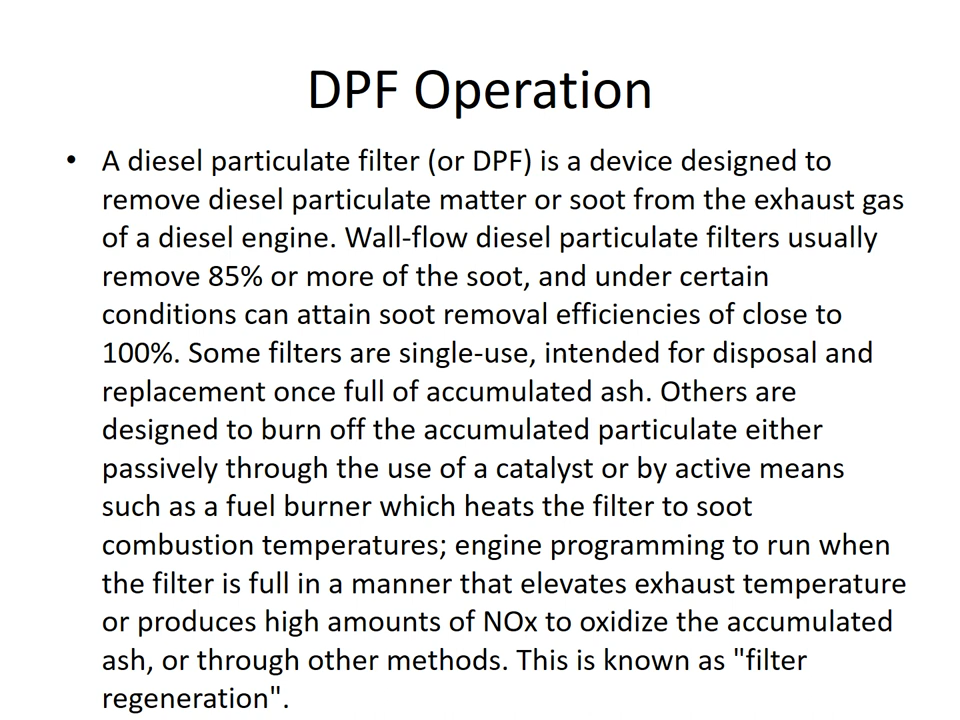 DPF Operation
• A diesel particulate filter (or DPF) is a device designed to
remove diesel particulate matter or soot from the exhaust gas
of a diesel engine. Wall-flow diesel particulate filters usually
remove 85% or more of the soot, and under certain
conditions can attain soot removal efficiencies of close to
100%. Some filters are single-use, intended for disposal and
replacement once full of accumulated ash. Others are
designed to burn off the accumulated particulate either
passively through the use of a catalyst or by active means
such as a fuel burner which heats the filter to soot
combustion temperatures; engine programming to run when
the filter is full in a manner that elevates exhaust temperature
or produces high amounts of NOx to oxidize the accumulated
ash, or through other methods. This is known as "filter
regeneration".